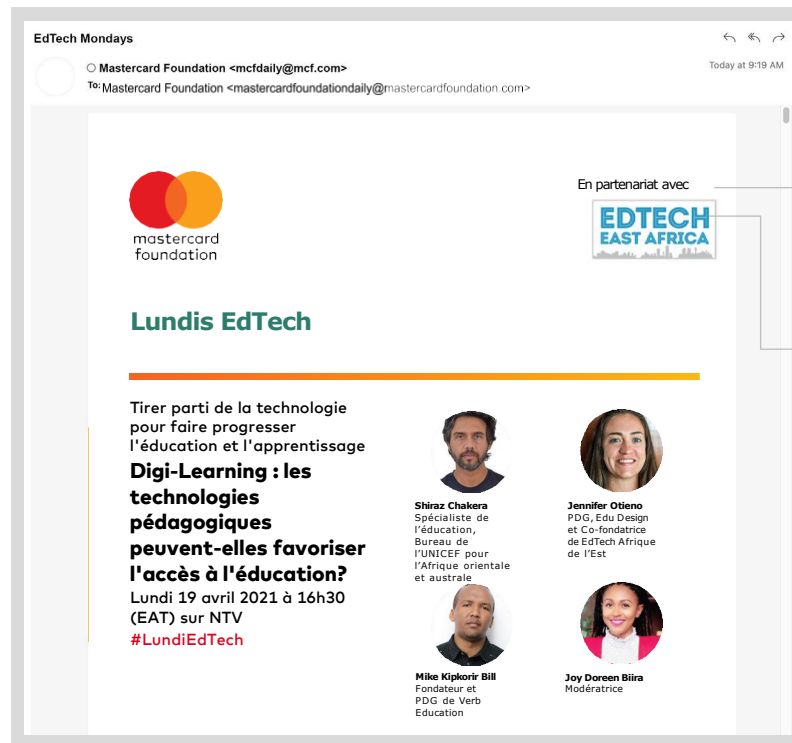 EdTech Mondays
Mastercard Foundation <mcfdaily@mcf.com>
Today at 9:19 AM
To: Mastercard Foundation <mastercardfoundationdaily@mastercardfoundation.com>
mastercard
foundation
En partenariat avec
EDTECH
EAST AFRICA
Lundis EdTech
Tirer parti de la technologie
pour faire progresser
l'éducation et l'apprentissage
Digi-Learning : les
technologies
pédagogiques
peuvent-elles favoriser
l'accès à l'éducation?
Lundi 19 avril 2021 à 16h30
(EAT) sur NTV
#LundiEdTech
Shiraz Chakera
Spécialiste de
l’éducation,
Bureau de
l’UNICEF pour
l’Afrique orientale
et australe
Jennifer Otieno
PDG, Edu Design
et Co-fondatrice
de EdTech Afrique
de l’Est
Mike Kipkorir Bill
Fondateur et
PDG de Verb
Education
Joy Doreen Biira
Modératrice